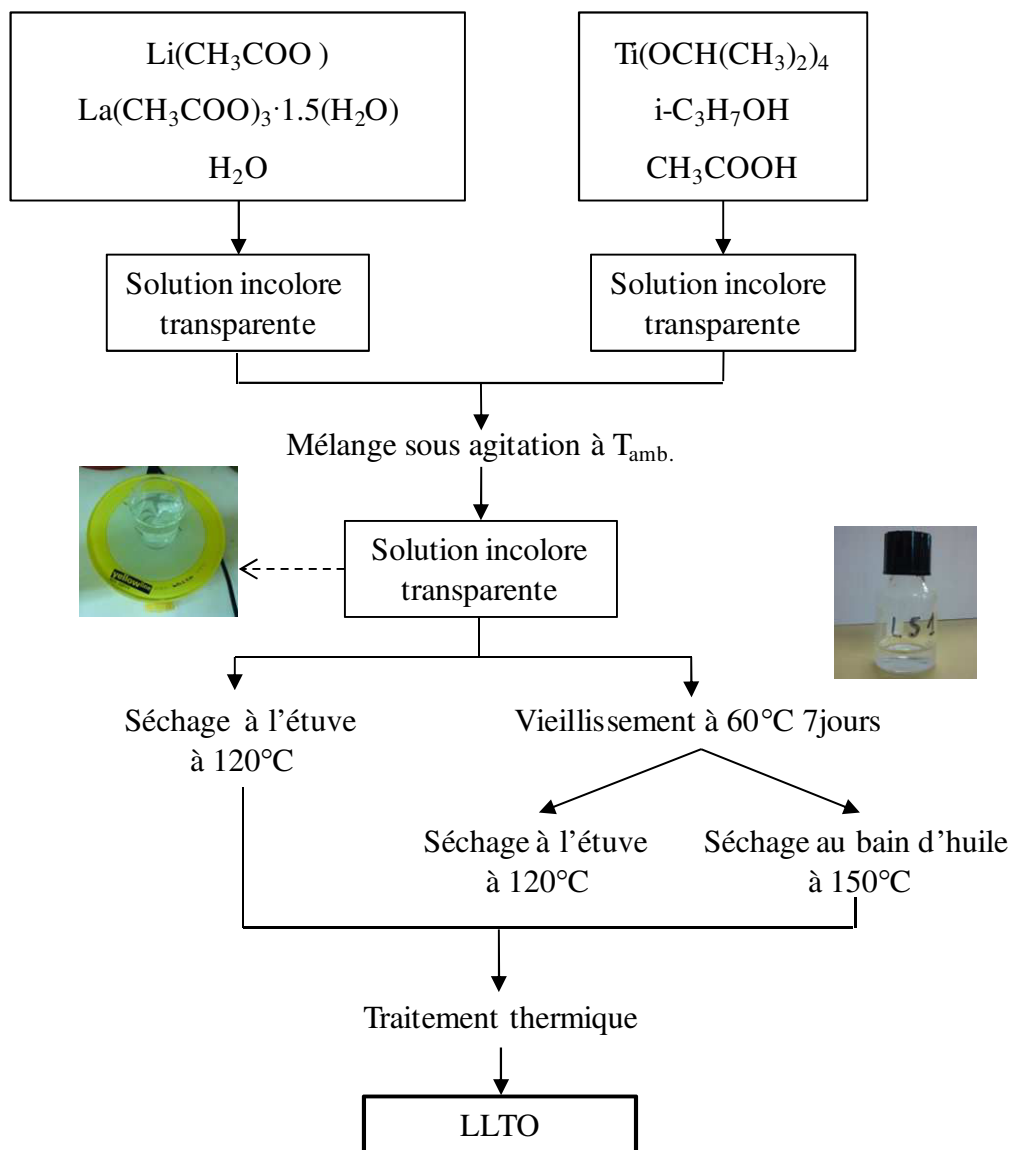 Li(CH₃COO )
La(CH₃COO)₃·1.5(H₂O)
H₂O
Ti(OCH(CH₃)₂)₄
i-C₃H₇OH
CH₃COOH
Solution incolore
transparente
Solution incolore
transparente
Mélange sous agitation à Tamb.
yellow
Solution incolore
transparente
LS1
Séchage à l’étuve
à 120°C
Vieillissement à 60°C 7jours
Séchage à l’étuve
à 120°C
Séchage au bain d’huile
à 150°C
Traitement thermique
LLTO